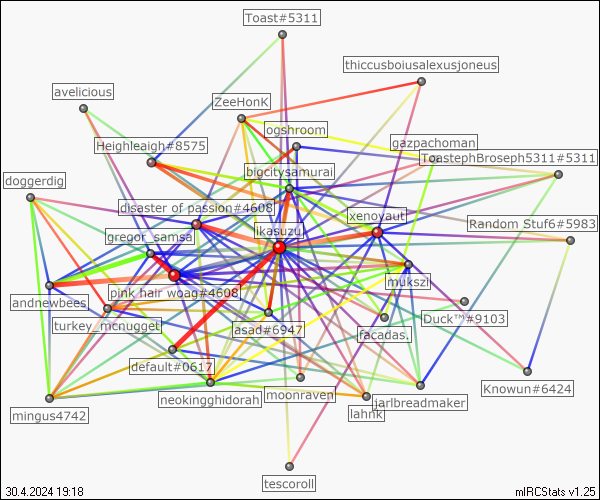 Toast#5311
thiccusboiusalexusjoneus
avelicious
ZeeHonK
ogshroom
gazpachoman
Heighleaigh#8575
ToastephBroseph5311#5311
bigcitysamurai
doggerdig
disaster of passion#4608
xenoyaut
Random Stuf6#5983
ikasuzu
gregor_samsa
mukszi
pink hair woag#4608
andnewbees
Duck™#9103
turkey_mcnugget
asad#6947
facadas.
default#0617
Knowun#6424
neokingghidorah
moonraven
jarlbreadmaker
lahnk
mingus4742
tescoroll
30.4.2024 19:18
mIRCStats v1.25